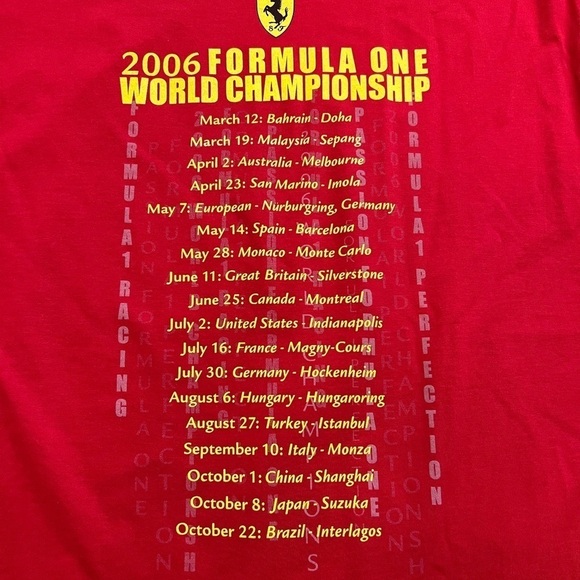 S F
2006 FORMULA ONE
WORLD CHAMPIONSHIP
March 12: Bahrain - Doha
March 19: Malaysia - Sepang
April 2: Australia - Melbourne
April 23: San Marino - Imola
May 7: European - Nurburgring, Germany
May 14: Spain - Barcelona
May 28: Monaco - Monte Carlo
June 11: Great Britain - Silverstone
June 25: Canada - Montreal
July 2: United States - Indianapolis
July 16: France - Magny-Cours
July 30: Germany - Hockenheim
August 6: Hungary - Hungaroring
August 27: Turkey - Istanbul
September 10: Italy - Monza
October 1: China - Shanghai
October 8: Japan - Suzuka
October 22: Brazil - Interlagos
FORMULA1 RACING
PASSION FORMULA ONE
FORMULA1 PERFECTION